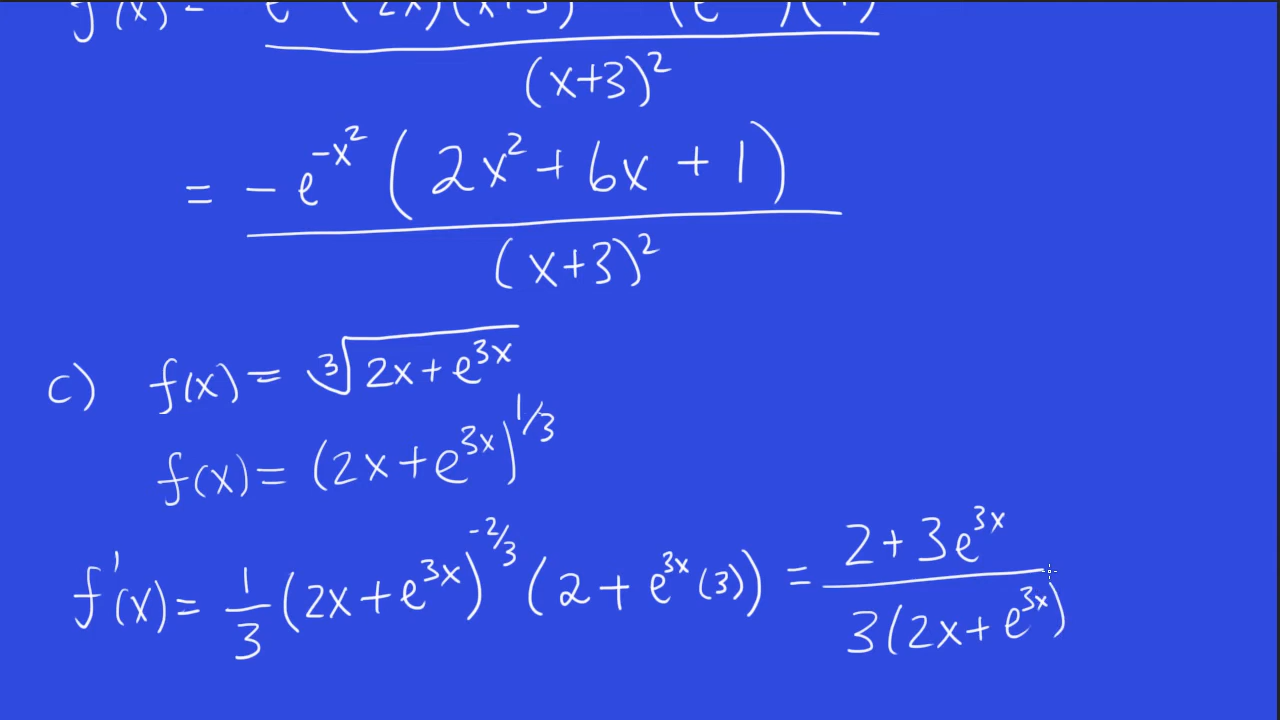 f'(x) =
(x+3)²
= -e^(-x²) (2x² + 6x + 1)
(x+3)²
c) f(x) = ∛(2x + e^(3x))
f(x) = (2x + e^(3x))^(1/3)
f'(x) = 1/3 (2x + e^(3x))^(-2/3) (2 + e^(3x) (3)) = (2 + 3e^(3x)) / 3(2x + e^(3x))